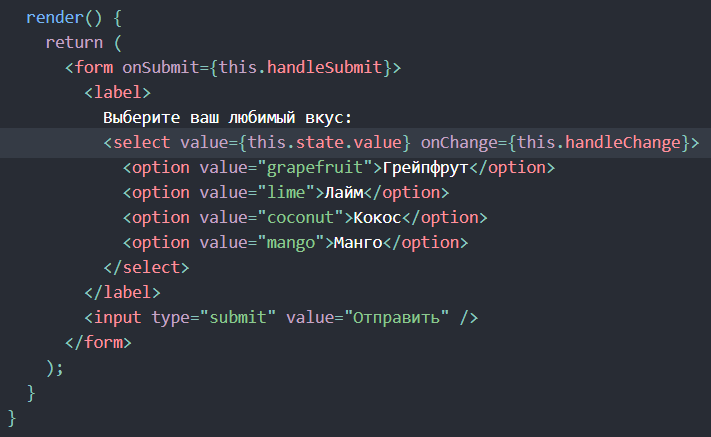 render() {
return (
<form onSubmit={this.handleSubmit}>
<label>
Выберите ваш любимый вкус:
<select value={this.state.value} onChange={this.handleChange}>
<option value="grapefruit">Грейпфрут</option>
<option value="lime">Лайм</option>
<option value="coconut">Кокос</option>
<option value="mango">Манго</option>
</select>
</label>
<input type="submit" value="Отправить" />
</form>
);
}
}